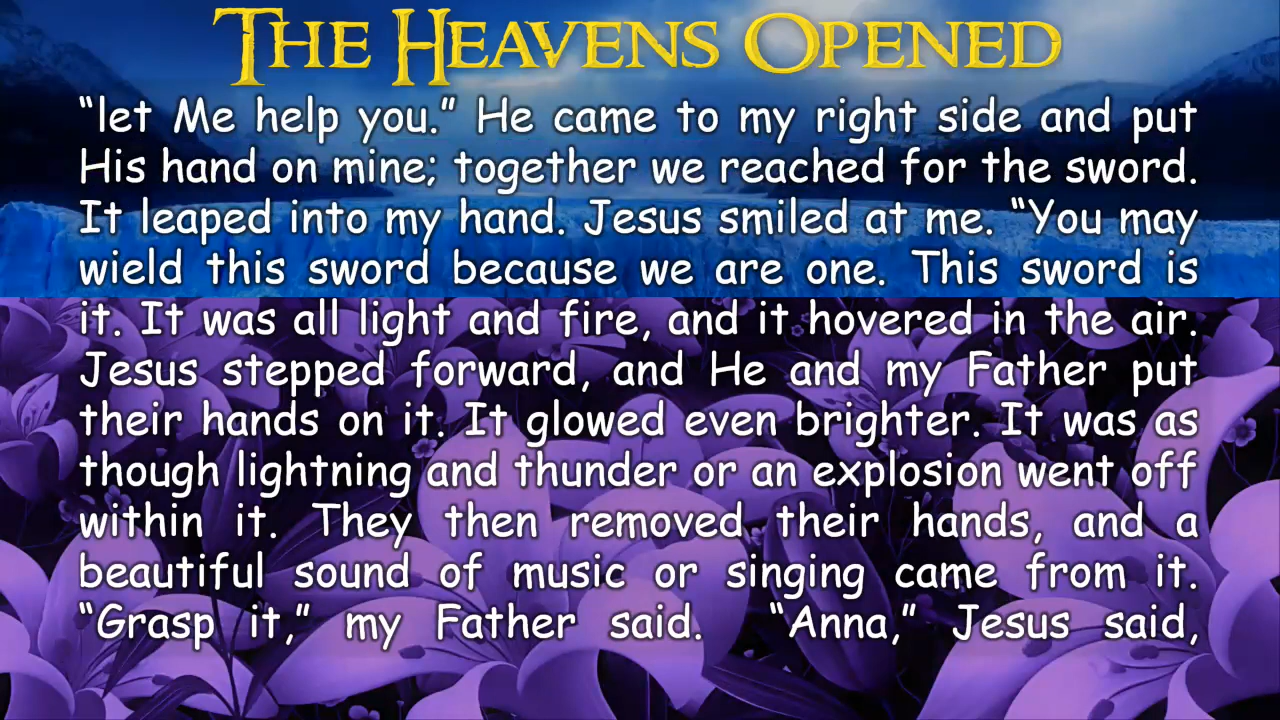 THE HEAVENS OPENED
“let Me help you.” He came to my right side and put
His hand on mine; together we reached for the sword.
It leaped into my hand. Jesus smiled at me. “You may
wield this sword because we are one. This sword is
it. It was all light and fire, and it hovered in the air.
Jesus stepped forward, and He and my Father put
their hands on it. It glowed even brighter. It was as
though lightning and thunder or an explosion went off
within it. They then removed their hands, and a
beautiful sound of music or singing came from it.
“Grasp it,” my Father said. “Anna,” Jesus said,